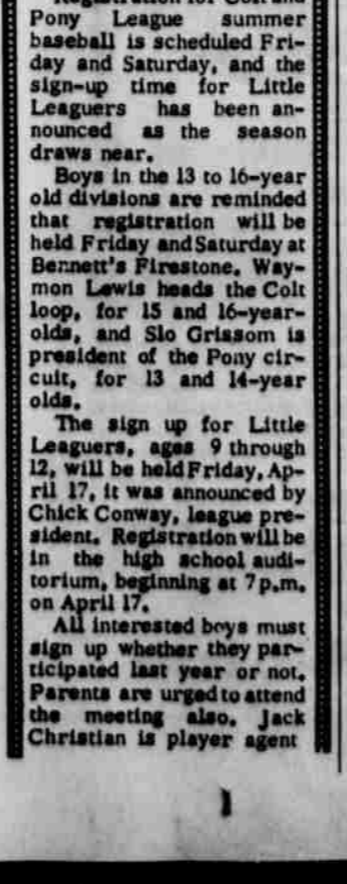 Registration for Colt and
Pony League summer
baseball is scheduled Fri-
day and Saturday, and the
sign-up time for Little
Leaguers has been an-
nounced as the season
draws near.
Boys in the 13 to 16-year
old divisions are reminded
that registration will be
held Friday and Saturday at
Bennett's Firestone. Way-
mon Lewis heads the Colt
loop, for 15 and 16-year-
olds, and Slo Grissom is
president of the Pony cir-
cuit, for 13 and 14-year
olds.
The sign up for Little
Leaguers, ages 9 through
12, will be held Friday, Ap-
ril 17, it was announced by
Chick Conway, league pre-
sident. Registration will be
in the high school audi-
torium, beginning at 7 p.m.
on April 17.
All interested boys must
sign up whether they par-
ticipated last year or not.
Parents are urged to attend
the meeting also. Jack
Christian is player agent